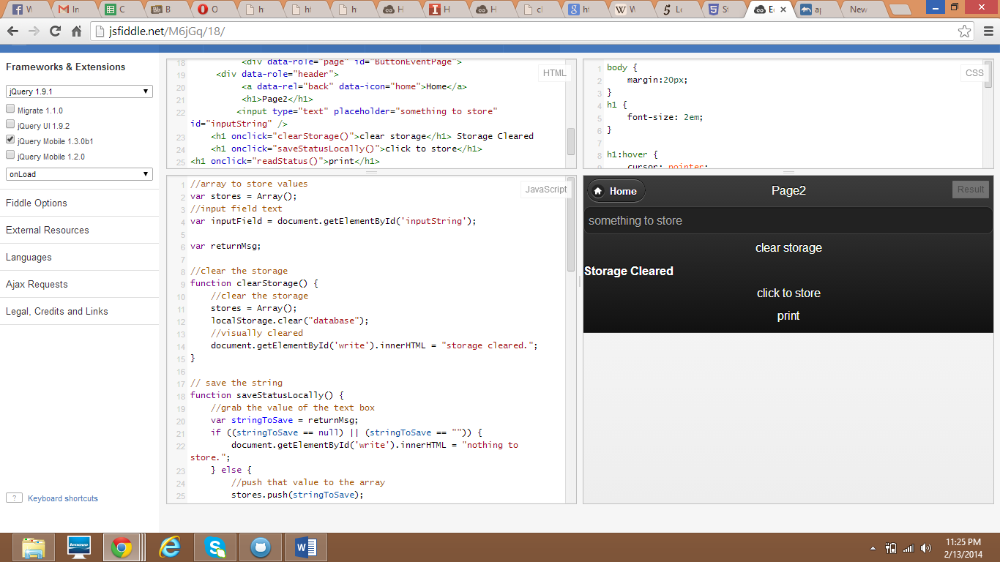 W
In
C
B
O
h
ht
h
H
H
H
cl
ht
W
Lo
St
Ec
ap
New
jsfiddle.net/M6jGq/18/
Frameworks & Extensions
jQuery 1.9.1
Migrate 1.1.0
jQuery UI 1.9.2
jQuery Mobile 1.3.0b1
jQuery Mobile 1.2.0
onLoad
Fiddle Options
External Resources
Languages
Ajax Requests
Legal, Credits and Links
? Keyboard shortcuts
HTML
18 <div data-role="page" id="ButtonEventPage">
19 <div data-role="header">
20 <a data-rel="back" data-icon="home">Home</a>
21 <h1>Page2</h1>
22 <input type="text" placeholder="something to store"
id="inputString" />
23 <h1 onclick="clearStorage()">clear storage</h1> Storage Cleared
24 <h1 onclick="saveStatusLocally()">click to store</h1>
25 <h1 onclick="readStatus()">print</h1>
CSS
1 body {
2 margin:20px;
3 }
4 h1 {
5 font-size: 2em;
6 }
7
8 h1:hover {
9 cursor: pointer;
JavaScript
1 //array to store values
2 var stores = Array();
3 //input field text
4 var inputField = document.getElementById('inputString');
5
6 var returnMsg;
7
8 //clear the storage
9 function clearStorage() {
10 //clear the storage
11 stores = Array();
12 localStorage.clear("database");
13 //visually cleared
14 document.getElementById('write').innerHTML = "storage cleared.";
15 }
16
17 // save the string
18 function saveStatusLocally() {
19 //grab the value of the text box
20 var stringToSave = returnMsg;
21 if ((stringToSave == null) || (stringToSave == "")) {
22 document.getElementById('write').innerHTML = "nothing to
store.";
23 } else {
24 //push that value to the array
25 stores.push(stringToSave);
Home
Page2
Result
something to store
clear storage
Storage Cleared
click to store
print
lenovo
11:25 PM
2/13/2014